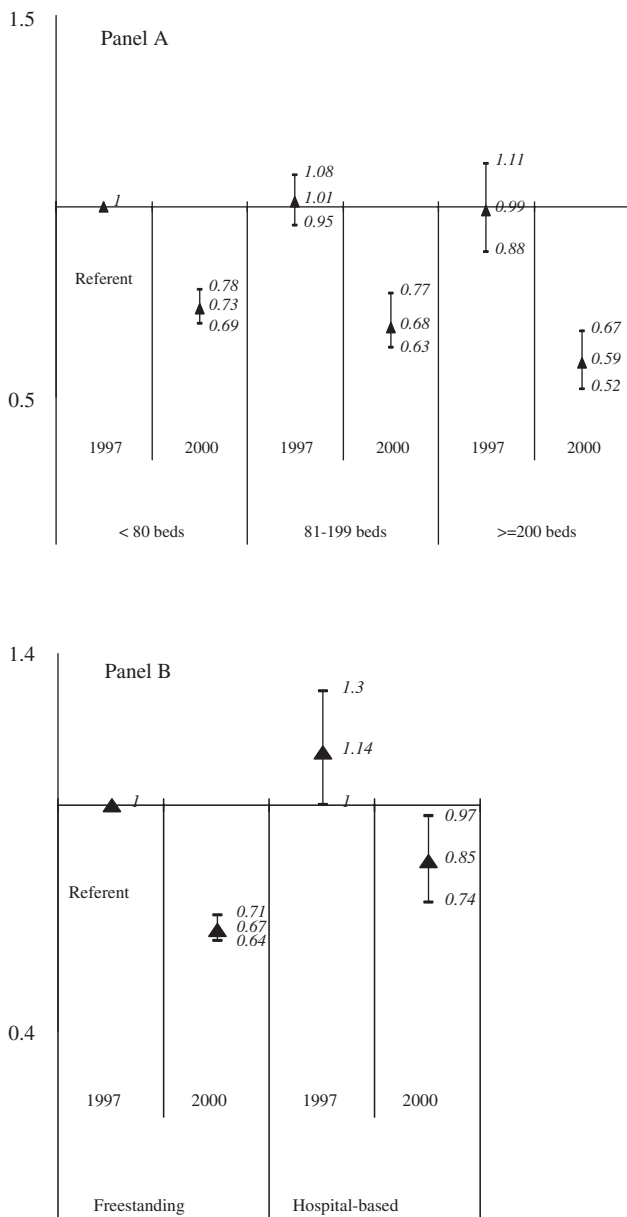 1.5
Panel A
1.11
1.08
1 1.01 0.99
0.95
0.88
Referent
0.78 0.77
0.73 0.68 0.67
0.69 0.63 0.59
0.52
0.5
1997 2000 1997 2000 1997 2000
< 80 beds 81-199 beds >=200 beds
1.4
Panel B
1.3
1.14
1 1
0.97
0.85
Referent 0.74
0.71
0.67
0.64
0.4
1997 2000 1997 2000
Freestanding Hospital-based